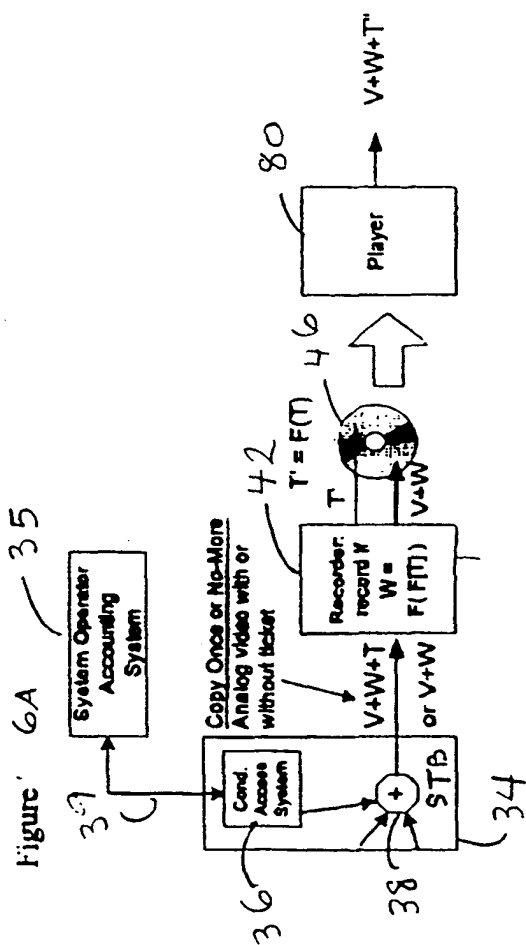 Figure' 6A
35
System Operator
Accounting
System
39
Cond.
Access
System
36
+
38
STB
34
Copy Once or No-More
Analog video with or
without ticket
V+W+T
or V+W
42
Recorder:
record if
W =
F(F[T])
T' = F(T)
T'
V+W
46
80
Player
V+W+T'